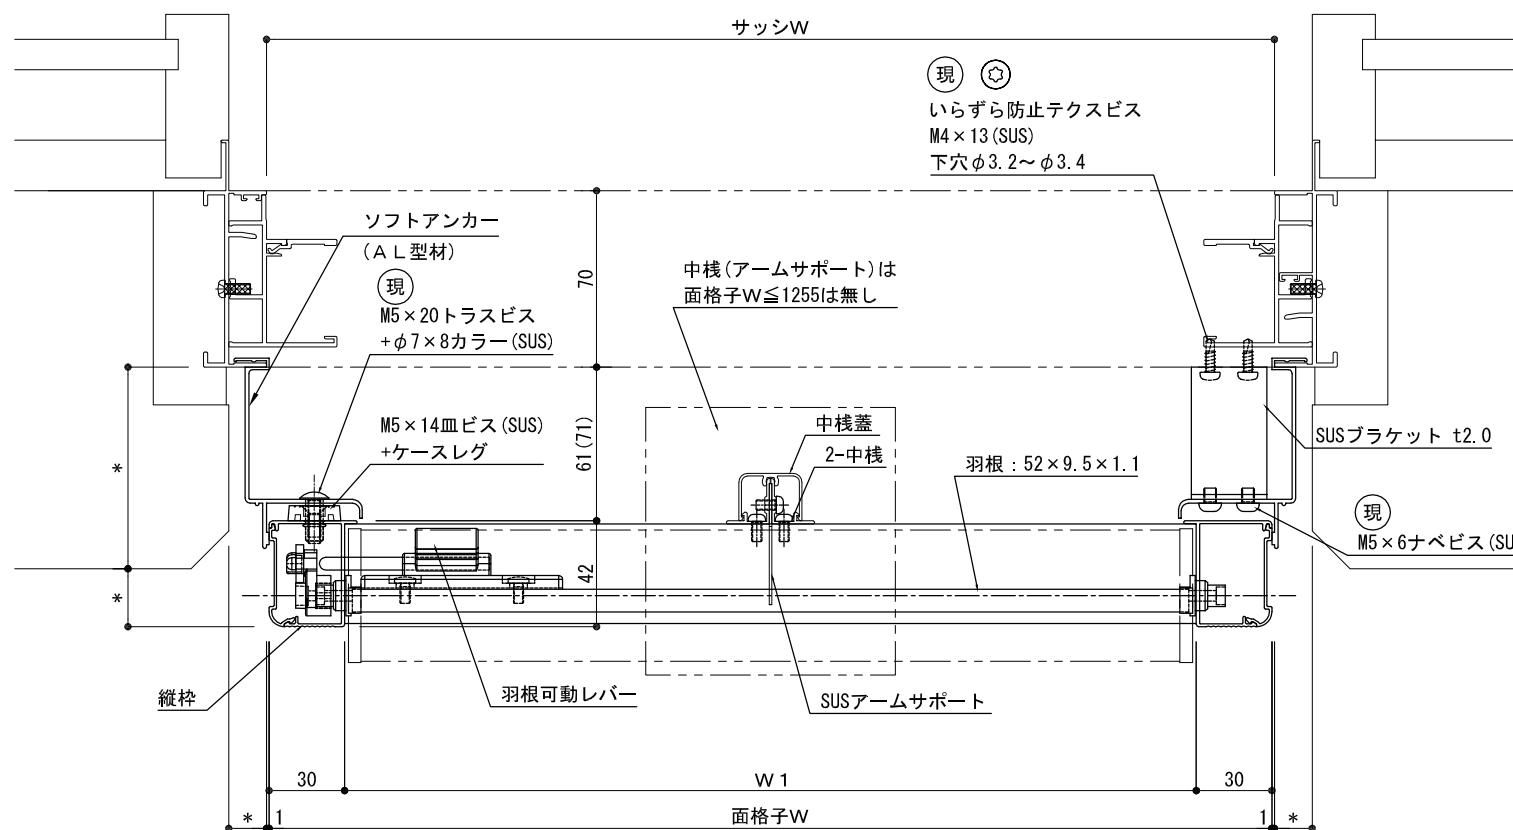 サッシW
現
いらずら防止テクスビス
M4×13(SUS)
下穴φ3.2～φ3.4
ソフトアンカー
(AL型材)
現
M5×20トラスビス
+φ7×8カラー(SUS)
70
中桟(アームサポート)は
面格子W≦1255は無し
M5×14皿ビス(SUS)
+ケースレグ
61(71)
中桟蓋
2-中桟
羽根:52×9.5×1.1
SUSブラケット t2.0
*
現
M5×6ナベビス(SU
42
*
縦枠
羽根可動レバー
SUSアームサポート
30
W1
30
*
1
面格子W
1
*